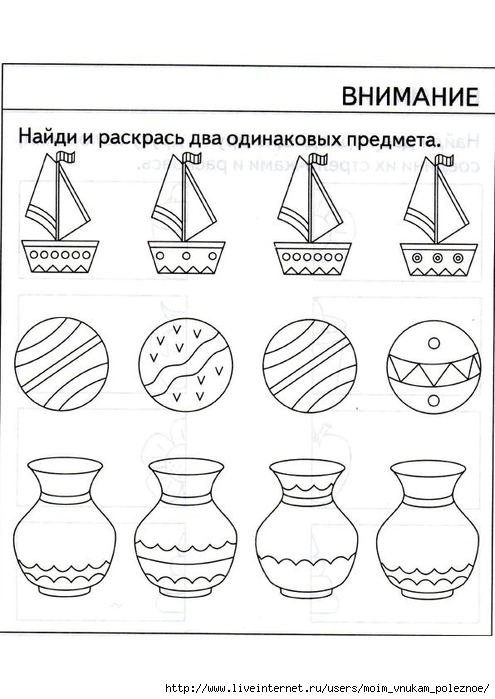 ВНИМАНИЕ
Найди и раскрась два одинаковых предмета.
http://www.liveinternet.ru/users/moim_vnukam_poleznoe/